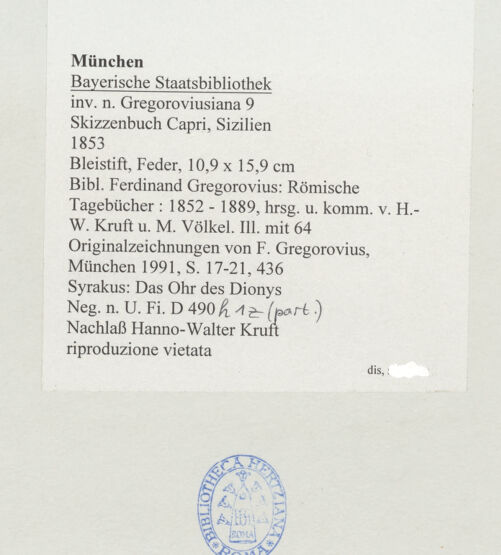 München
Bayerische Staatsbibliothek
inv. n. Gregoroviusiana 9
Skizzenbuch Capri, Sizilien
1853
Bleistift, Feder, 10,9 x 15,9 cm
Bibl. Ferdinand Gregorovius: Römische
Tagebücher : 1852 - 1889, hrsg. u. komm. v. H.-
W. Kruft u. M. Völkel. Ill. mit 64
Originalzeichnungen von F. Gregorovius,
München 1991, S. 17-21, 436
Syrakus: Das Ohr des Dionys
Neg. n. U. Fi. D 490 h 1z (part.)
Nachlaß Hanno-Walter Kruft
riproduzione vietata
dis,
BIBLIOTHECA HERTZIANA
ROMA
ROMA